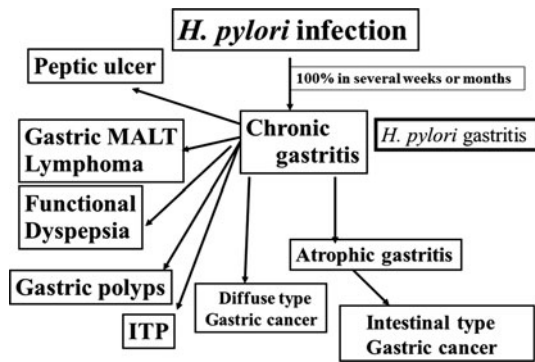 H. pylori infection
100% in several weeks or months
Peptic ulcer
Chronic
gastritis
H. pylori gastritis
Gastric MALT
Lymphoma
Functional
Dyspepsia
Atrophic gastritis
Gastric polyps
Diffuse type
Gastric cancer
ITP
Intestinal type
Gastric cancer